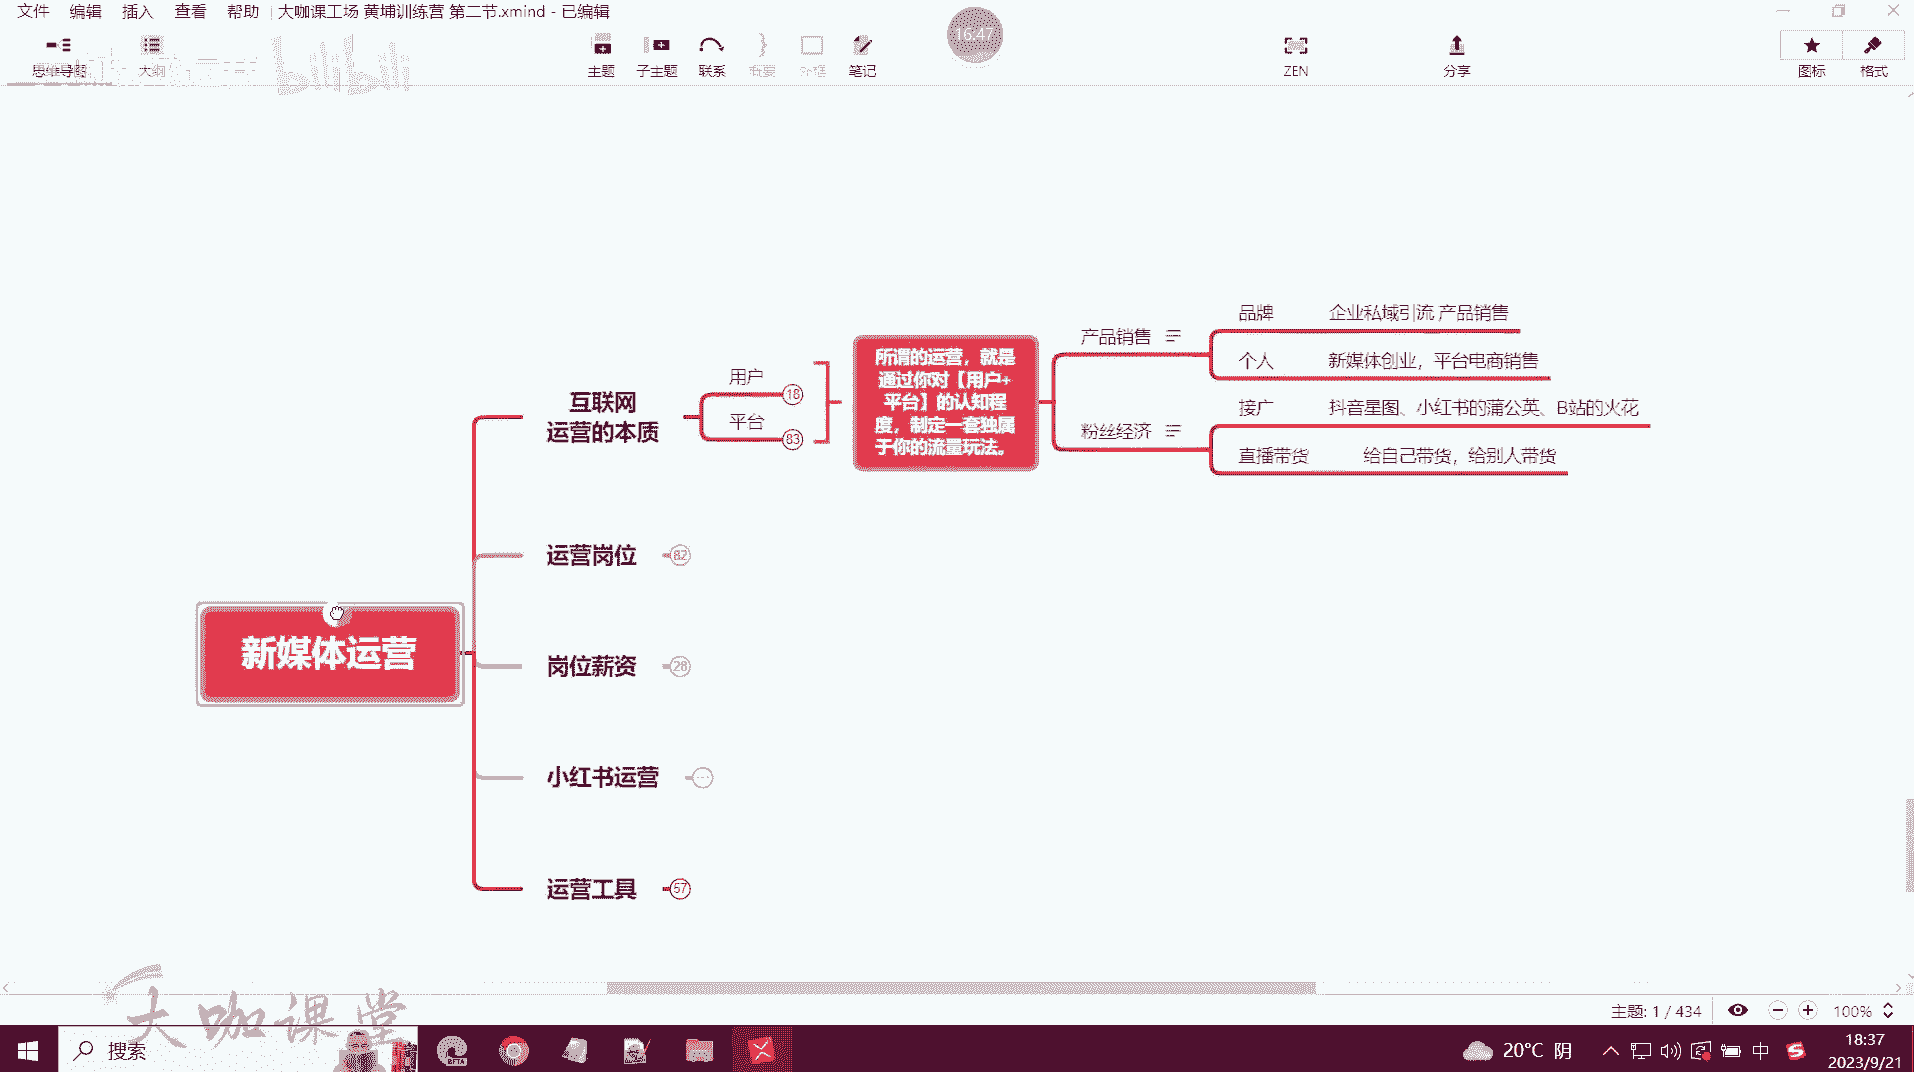 文件 编辑 插入 查看 帮助 大咖课工场 黄埔训练营 第二节.xmind - 已编辑
16:47
思维导图 大纲 主题 子主题 联系 概要 外框 笔记 ZEN 分享 图标 格式
bilibili
品牌 企业私域引流 产品销售
产品销售
个人 新媒体创业，平台电商销售
所谓的运营，就是
通过你对【用户+
平台】的认知程
度，制定一套独属
于你的流量玩法。
用户
18
平台
83
互联网
运营的本质
接广 抖音星图、小红书的蒲公英、B站的火花
粉丝经济
直播带货 给自己带货，给别人带货
运营岗位 82
新媒体运营
岗位薪资 28
小红书运营
运营工具 57
大咖课堂
主题: 1 / 434 100%
搜索
BETA
20°C 阴
中
18:37
2023/9/21